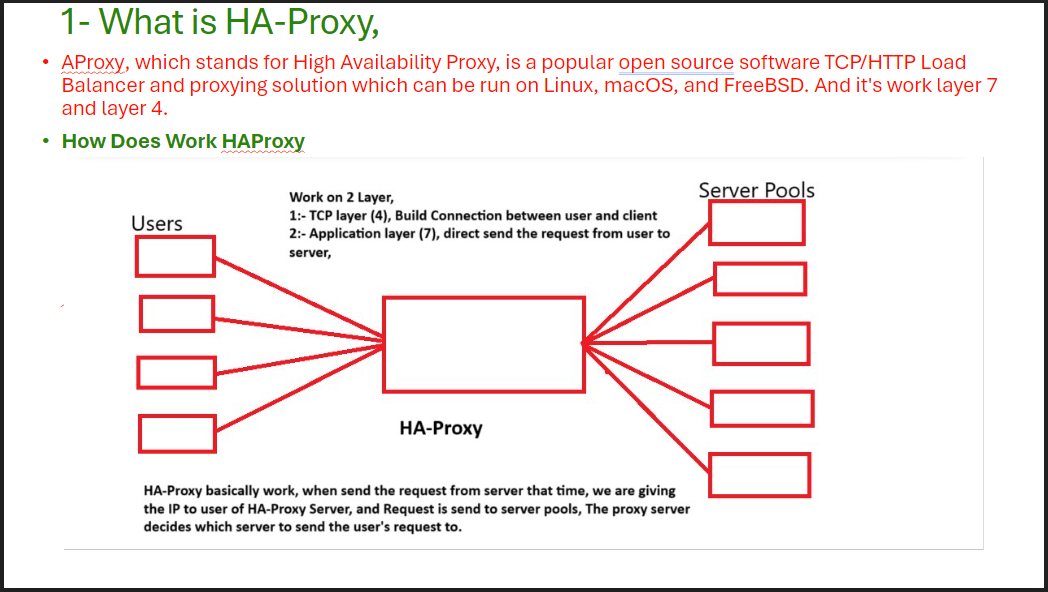 1- What is HA-Proxy,
• AProxy, which stands for High Availability Proxy, is a popular open source software TCP/HTTP Load
Balancer and proxying solution which can be run on Linux, macOS, and FreeBSD. And it's work layer 7
and layer 4.
• How Does Work HAProxy
Work on 2 Layer,
1:- TCP layer (4), Build Connection between user and client
2:- Application layer (7), direct send the request from user to
server,
Users
Server Pools
HA-Proxy
HA-Proxy basically work, when send the request from server that time, we are giving
the IP to user of HA-Proxy Server, and Request is send to server pools, The proxy server
decides which server to send the user's request to.